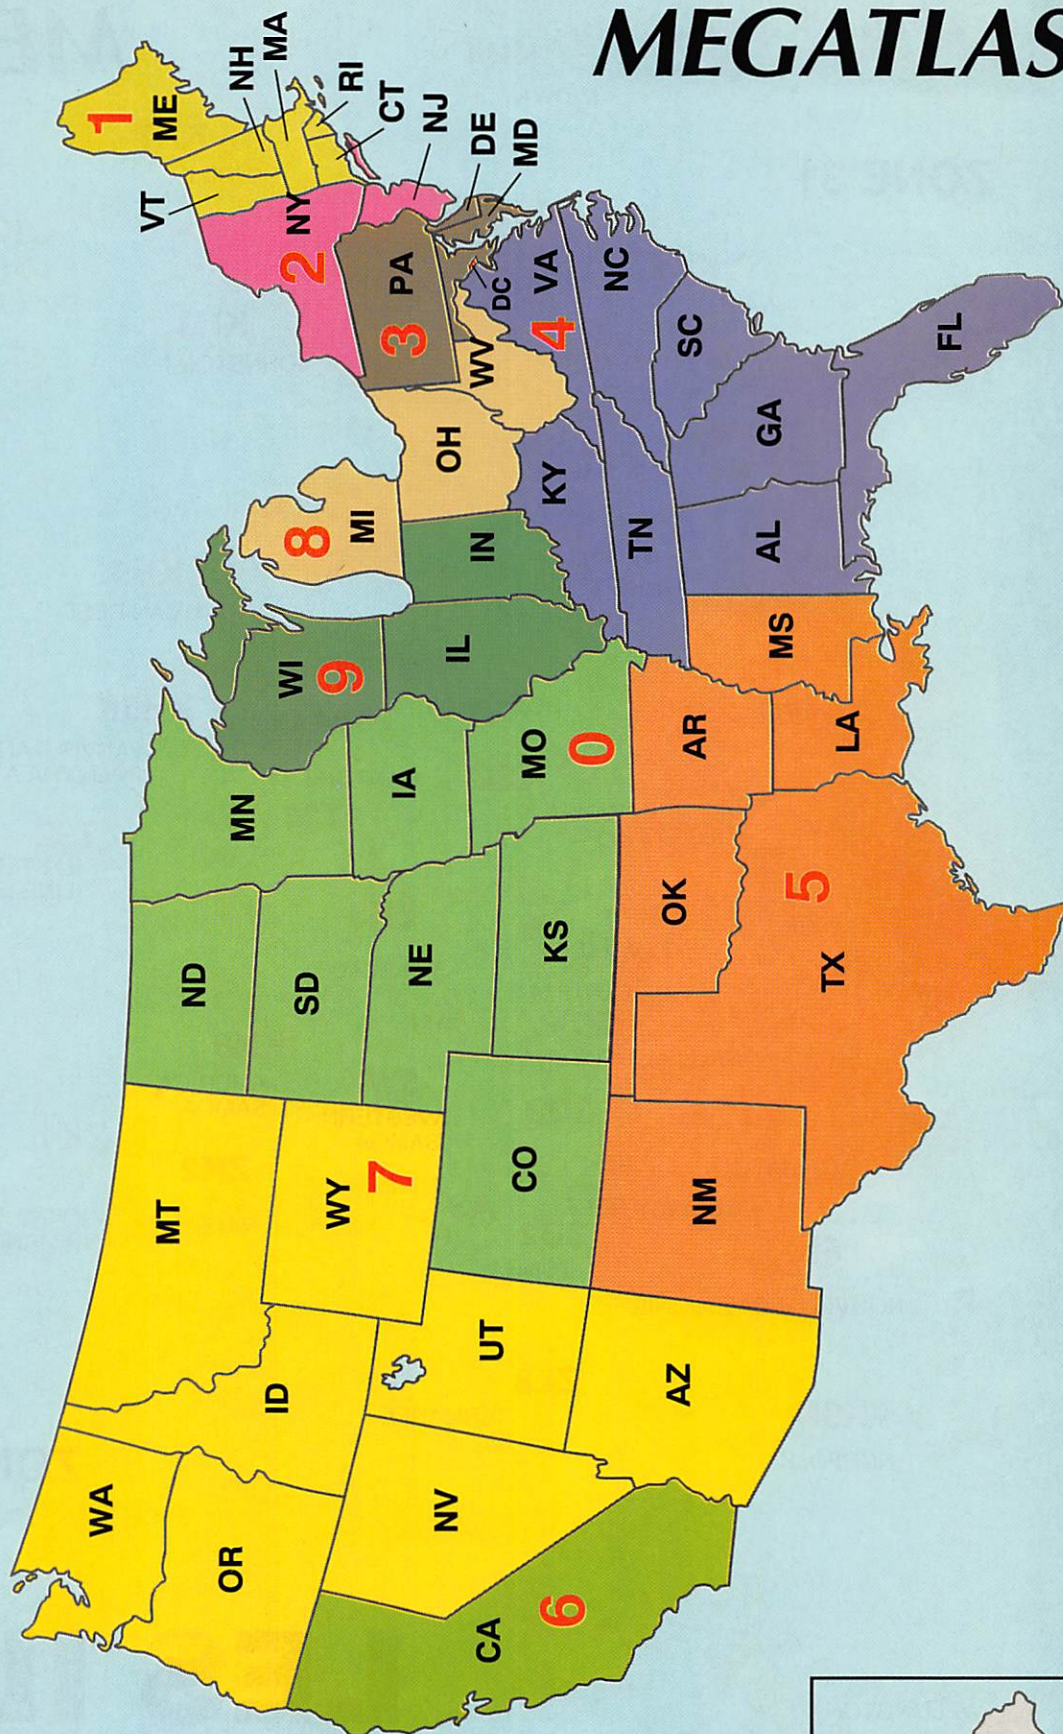 MEGATLAS
1
ME
NH
MA
RI
CT
NJ
DE
MD
VT
NY
2
PA
3
DC
VA
4
WV
NC
SC
FL
OH
KY
GA
8
MI
IN
TN
AL
WI
9
IL
MS
MN
IA
MO
0
AR
LA
ND
SD
NE
KS
OK
5
TX
MT
WY
7
CO
NM
ID
UT
AZ
WA
OR
NV
CA
6